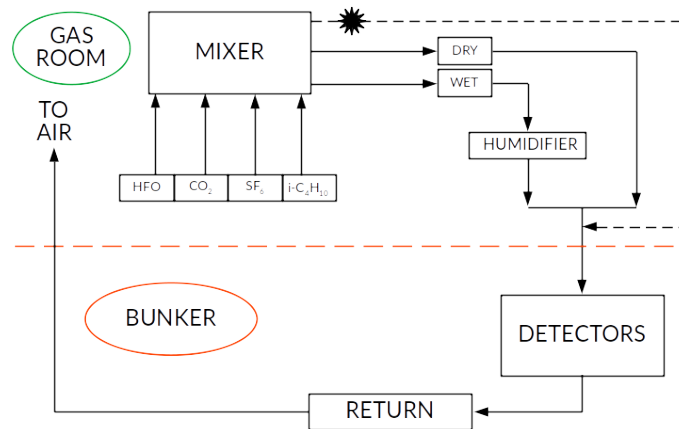 GAS
ROOM
MIXER
DRY
WET
TO
AIR
HUMIDIFIER
HFO
CO₂
SF₆
i-C₄H₁₀
BUNKER
DETECTORS
RETURN